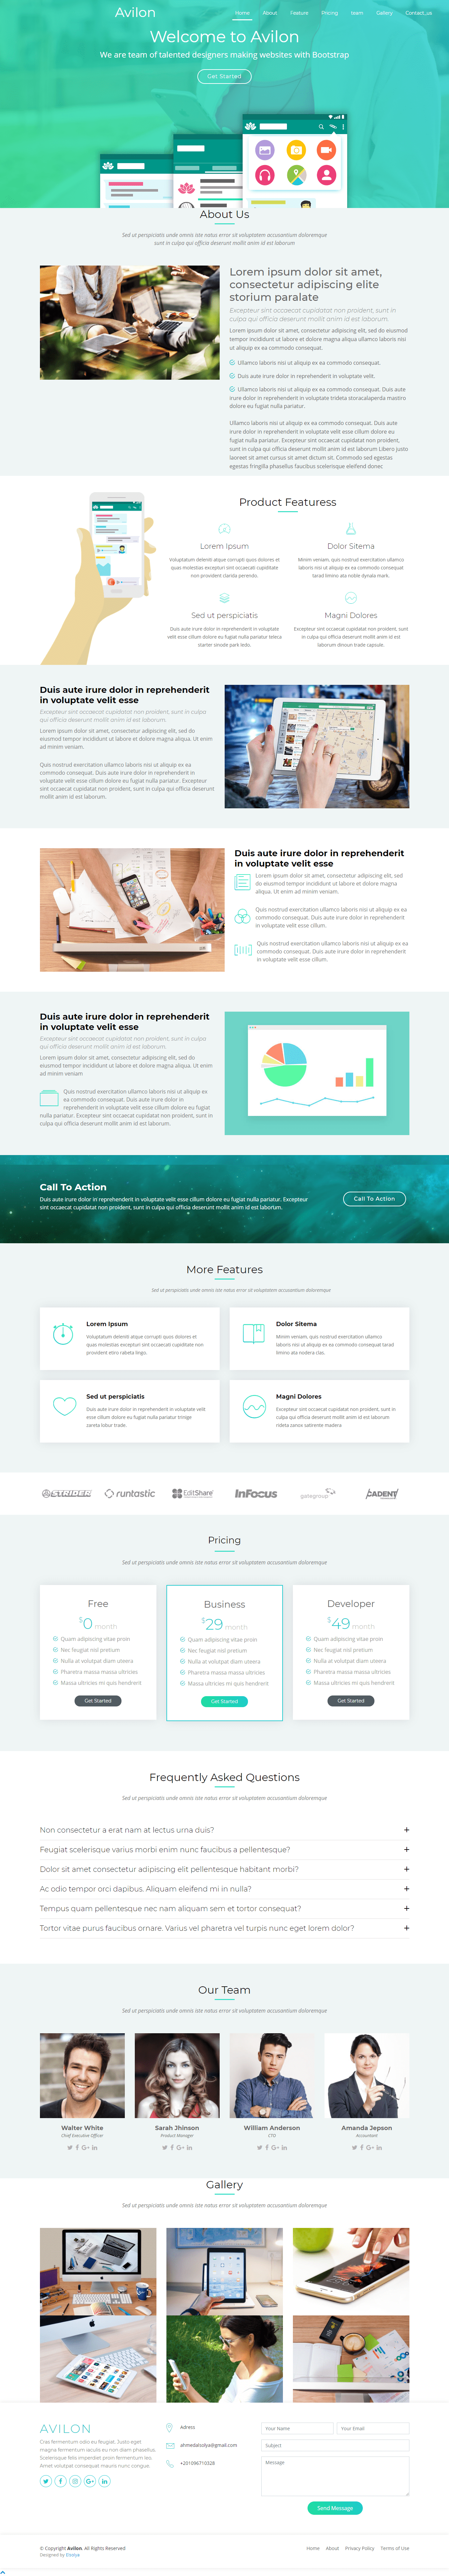 Avilon
Home About Feature Pricing team Gallery Contact_us
Welcome to Avilon
We are team of talented designers making websites with Bootstrap
Get Started
About Us
Sed ut perspiciatis unde omnis iste natus error sit voluptatem accusantium doloremque
sunt in culpa qui officia deserunt mollit anim id est laborum
Lorem ipsum dolor sit amet,
consectetur adipiscing elite
storium paralate
Excepteur sint occaecat cupidatat non proident, sunt in
culpa qui officia deserunt mollit anim id est laborum.
Lorem ipsum dolor sit amet, consectetur adipiscing elit, sed do eiusmod
tempor incididunt ut labore et dolore magna aliqua ullamco laboris nisi
ut aliquip ex ea commodo consequat.
Ullamco laboris nisi ut aliquip ex ea commodo consequat.
Duis aute irure dolor in reprehenderit in voluptate velit.
Ullamco laboris nisi ut aliquip ex ea commodo consequat. Duis aute
irure dolor in reprehenderit in voluptate trideta storacalaperda mastiro
dolore eu fugiat nulla pariatur.
Ullamco laboris nisi ut aliquip ex ea commodo consequat. Duis aute
irure dolor in reprehenderit in voluptate velit esse cillum dolore eu
fugiat nulla pariatur. Excepteur sint occaecat cupidatat non proident,
sunt in culpa qui officia deserunt mollit anim id est laborum Libero justo
laoreet sit amet cursus sit amet dictum sit. Commodo sed egestas
egestas fringilla phasellus faucibus scelerisque eleifend donec
Product Featuress
Lorem Ipsum
Voluptatum deleniti atque corrupti quos dolores et
quas molestias excepturi sint occaecati cupiditate
non provident clarida perendo.
Dolor Sitema
Minim veniam, quis nostrud exercitation ullamco
laboris nisi ut aliquip ex ea commodo consequat
tarad limino ata noble dynala mark.
Sed ut perspiciatis
Duis aute irure dolor in reprehenderit in voluptate
velit esse cillum dolore eu fugiat nulla pariatur teleca
starter sinode park ledo.
Magni Dolores
Excepteur sint occaecat cupidatat non proident, sunt
in culpa qui officia deserunt mollit anim id est
laborum dinoun trade capsule.
Duis aute irure dolor in reprehenderit
in voluptate velit esse
Excepteur sint occaecat cupidatat non proident, sunt in culpa
qui officia deserunt mollit anim id est laborum.
Lorem ipsum dolor sit amet, consectetur adipiscing elit, sed do
eiusmod tempor incididunt ut labore et dolore magna aliqua. Ut enim
ad minim veniam.
Quis nostrud exercitation ullamco laboris nisi ut aliquip ex ea
commodo consequat. Duis aute irure dolor in reprehenderit in
voluptate velit esse cillum dolore eu fugiat nulla pariatur. Excepteur
sint occaecat cupidatat non proident, sunt in culpa qui officia deserunt
mollit anim id est laborum.
Duis aute irure dolor in reprehenderit
in voluptate velit esse
Lorem ipsum dolor sit amet, consectetur adipiscing elit, sed do
eiusmod tempor incididunt ut labore et dolore magna
aliqua. Ut enim ad minim veniam.
Quis nostrud exercitation ullamco laboris nisi ut aliquip ex ea
commodo consequat. Duis aute irure dolor in reprehenderit
in voluptate velit esse cillum.
Quis nostrud exercitation ullamco laboris nisi ut aliquip ex ea
commodo consequat. Duis aute irure dolor in reprehenderit
in voluptate velit esse cillum.
Duis aute irure dolor in reprehenderit
in voluptate velit esse
Excepteur sint occaecat cupidatat non proident, sunt in culpa
qui officia deserunt mollit anim id est laborum.
Lorem ipsum dolor sit amet, consectetur adipiscing elit, sed do
eiusmod tempor incididunt ut labore et dolore magna aliqua. Ut enim
ad minim veniam
Quis nostrud exercitation ullamco laboris nisi ut aliquip ex
ea commodo consequat. Duis aute irure dolor in
reprehenderit in voluptate velit esse cillum dolore eu fugiat
nulla pariatur. Excepteur sint occaecat cupidatat non proident, sunt in
culpa qui officia deserunt mollit anim id est laborum.
Call To Action
Duis aute irure dolor in reprehenderit in voluptate velit esse cillum dolore eu fugiat nulla pariatur. Excepteur
sint occaecat cupidatat non proident, sunt in culpa qui officia deserunt mollit anim id est laborum.
Call To Action
More Features
Sed ut perspiciatis unde omnis iste natus error sit voluptatem accusantium doloremque
Lorem Ipsum
Voluptatum deleniti atque corrupti quos dolores et
quas molestias excepturi sint occaecati cupiditate non
provident etiro rabeta lingo.
Dolor Sitema
Minim veniam, quis nostrud exercitation ullamco
laboris nisi ut aliquip ex ea commodo consequat tarad
limino ata nodera clas.
Sed ut perspiciatis
Duis aute irure dolor in reprehenderit in voluptate velit
esse cillum dolore eu fugiat nulla pariatur trinige
zareta lobur trade.
Magni Dolores
Excepteur sint occaecat cupidatat non proident, sunt in
culpa qui officia deserunt mollit anim id est laborum
rideta zanox satirente madera
STRIDER runtastic EditShare InFocus gategroup CADENT
Pricing
Sed ut perspiciatis unde omnis iste natus error sit voluptatem accusantium doloremque
Free
$0 month
Quam adipiscing vitae proin
Nec feugiat nisl pretium
Nulla at volutpat diam uteera
Pharetra massa massa ultricies
Massa ultricies mi quis hendrerit
Get Started
Business
$29 month
Quam adipiscing vitae proin
Nec feugiat nisl pretium
Nulla at volutpat diam uteera
Pharetra massa massa ultricies
Massa ultricies mi quis hendrerit
Get Started
Developer
$49 month
Quam adipiscing vitae proin
Nec feugiat nisl pretium
Nulla at volutpat diam uteera
Pharetra massa massa ultricies
Massa ultricies mi quis hendrerit
Get Started
Frequently Asked Questions
Sed ut perspiciatis unde omnis iste natus error sit voluptatem accusantium doloremque
Non consectetur a erat nam at lectus urna duis? +
Feugiat scelerisque varius morbi enim nunc faucibus a pellentesque? +
Dolor sit amet consectetur adipiscing elit pellentesque habitant morbi? +
Ac odio tempor orci dapibus. Aliquam eleifend mi in nulla? +
Tempus quam pellentesque nec nam aliquam sem et tortor consequat? +
Tortor vitae purus faucibus ornare. Varius vel pharetra vel turpis nunc eget lorem dolor? +
Our Team
Sed ut perspiciatis unde omnis iste natus error sit voluptatem accusantium doloremque
Walter White
Chief Executive Officer
Sarah Jhinson
Product Manager
William Anderson
CTO
Amanda Jepson
Accountant
Gallery
Sed ut perspiciatis unde omnis iste natus error sit voluptatem accusantium doloremque
AVILON
Cras fermentum odio eu feugiat. Justo eget
magna fermentum iaculis eu non diam phasellus.
Scelerisque felis imperdiet proin fermentum leo.
Amet volutpat consequat mauris nunc congue.
Adress
ahmedalsolya@gmail.com
+201096710328
Your Name
Your Email
Subject
Message
Send Message
© Copyright Avilon. All Rights Reserved
Designed by Elsolya
Home About Privacy Policy Terms of Use